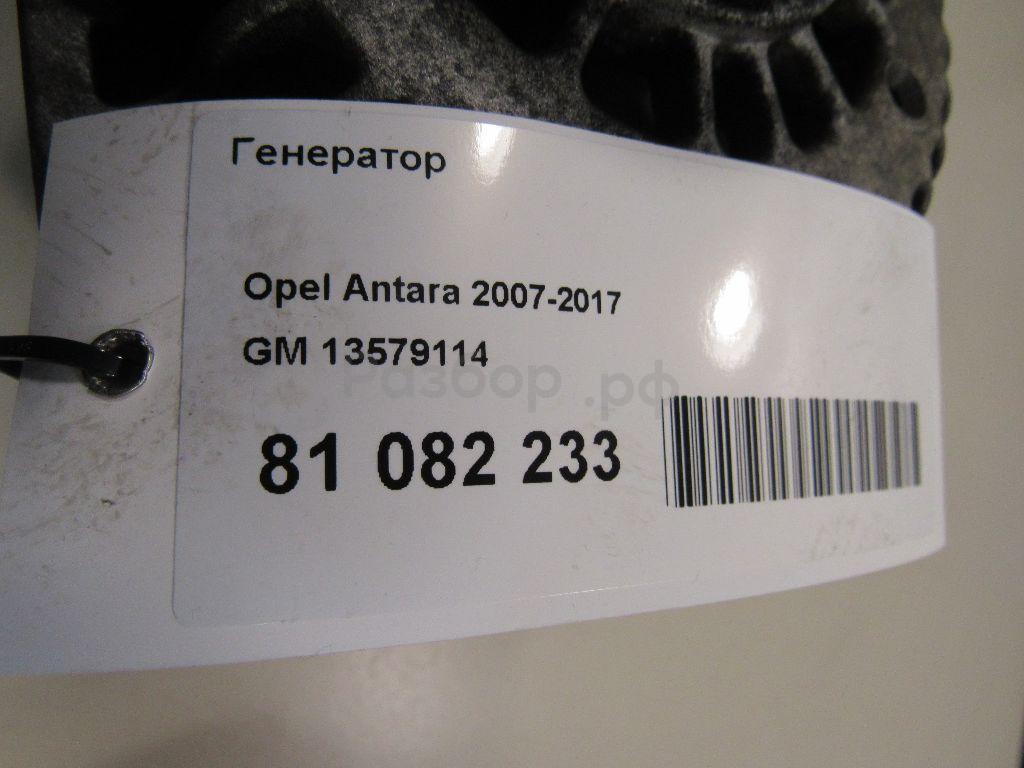 Генератор
Opel Antara 2007-2017
GM 13579114
Разбор.рф
81 082 233